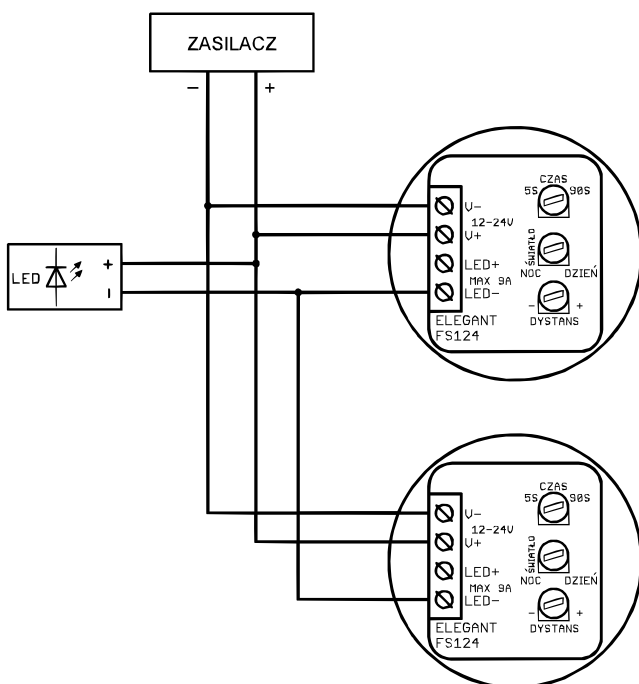 ZASILACZ
- +
CZAS
5S 90S
V-
12-24V
V+
ŚWIATŁO
LED+
NOC DZIEŃ
MAX 9A
LED-
- +
DYSTANS
ELEGANT
FS124
LED
+
-
CZAS
5S 90S
V-
12-24V
V+
ŚWIATŁO
LED+
NOC DZIEŃ
MAX 9A
LED-
- +
DYSTANS
ELEGANT
FS124